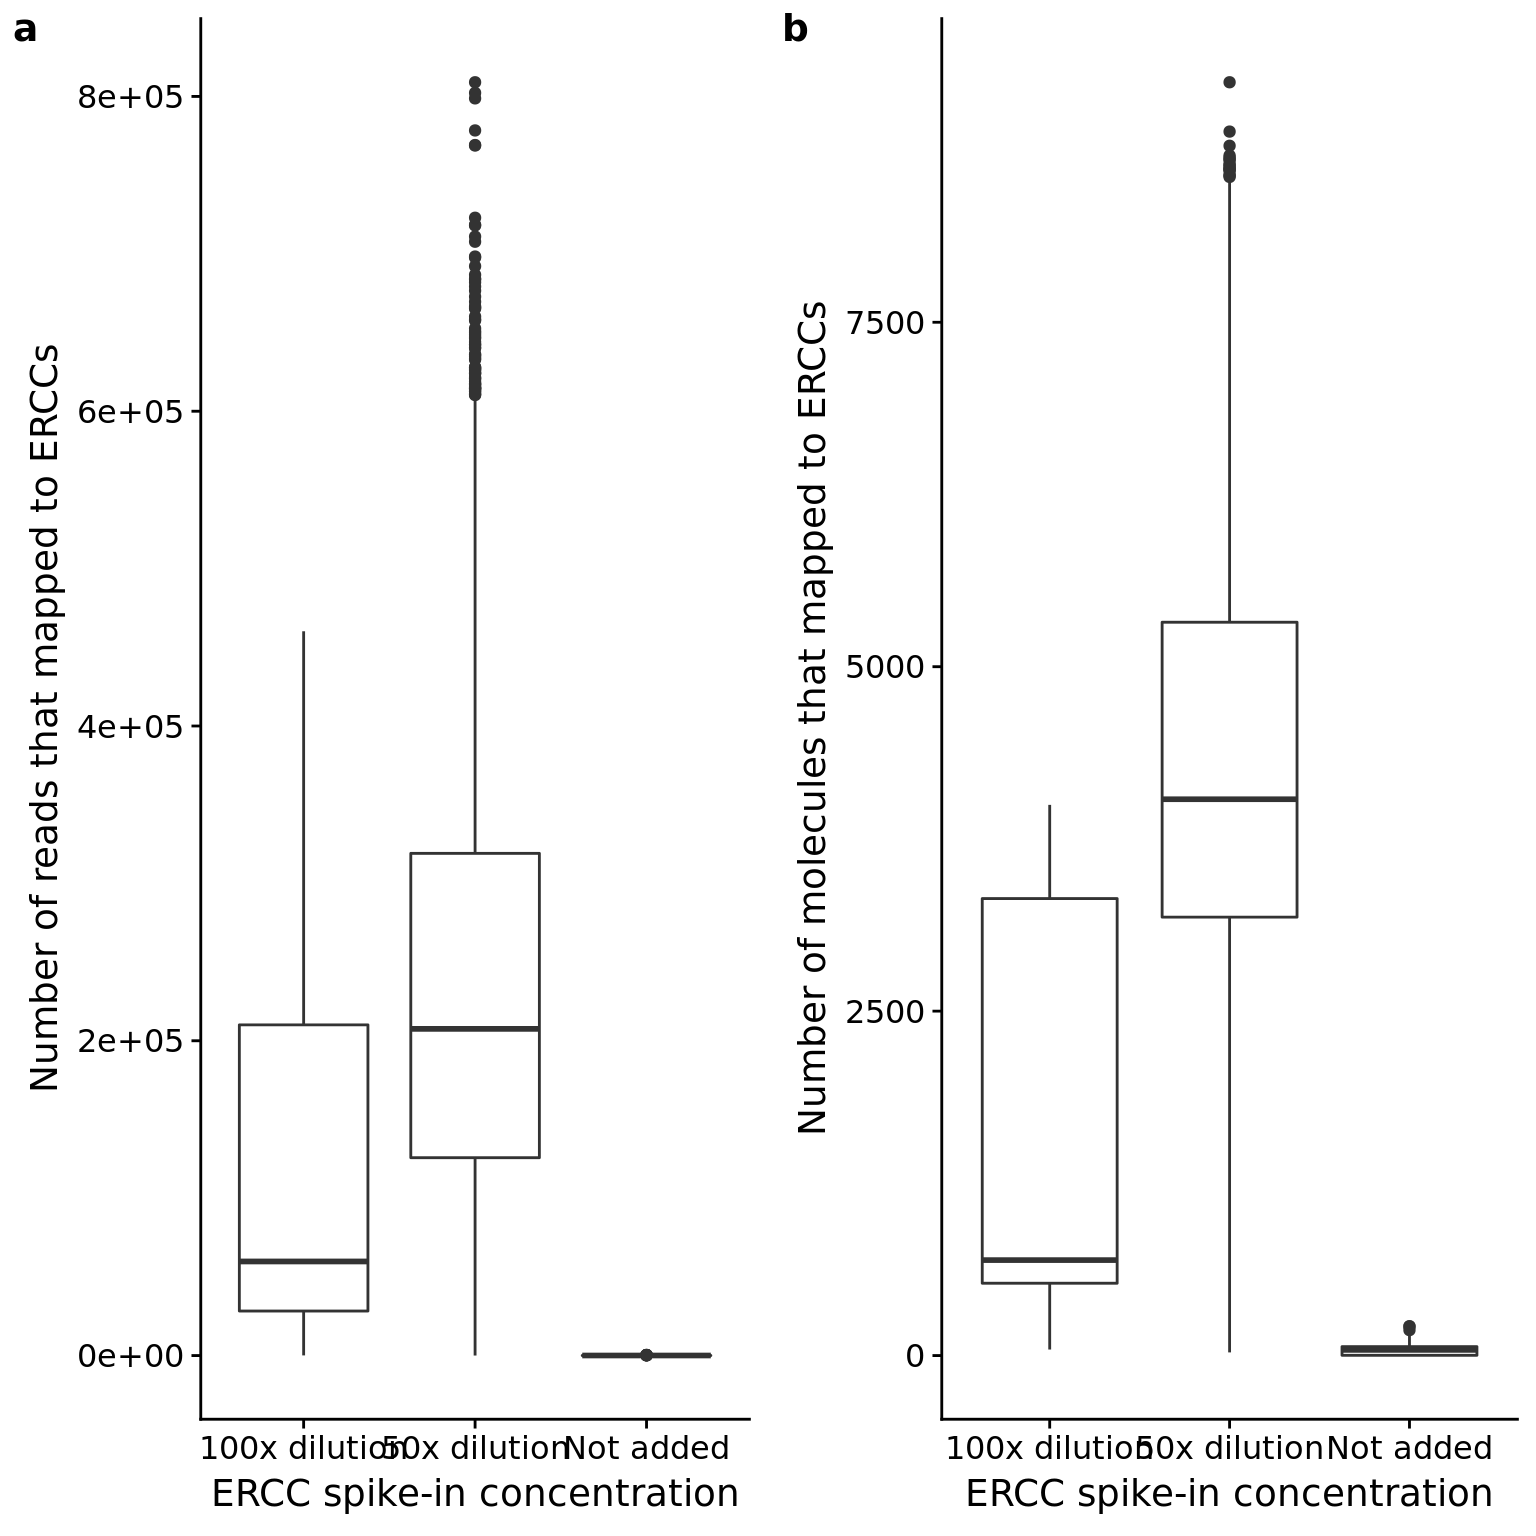 a
Number of reads that mapped to ERCCs
8e+05
6e+05
4e+05
2e+05
0e+00
100x dilution
50x dilution
Not added
ERCC spike-in concentration
b
Number of molecules that mapped to ERCCs
7500
5000
2500
0
100x dilution
50x dilution
Not added
ERCC spike-in concentration